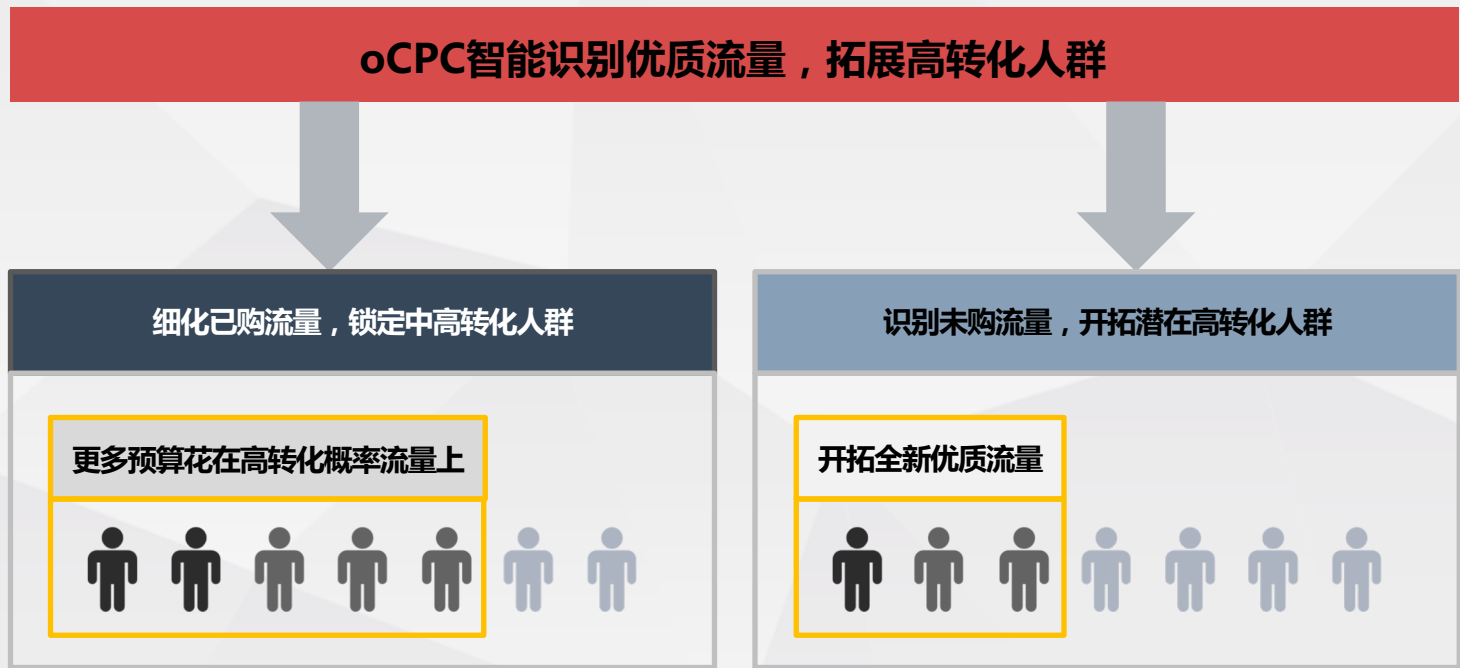 oCPC智能识别优质流量，拓展高转化人群
细化已购流量，锁定中高转化人群
识别未购流量，开拓潜在高转化人群
更多预算花在高转化概率流量上
开拓全新优质流量